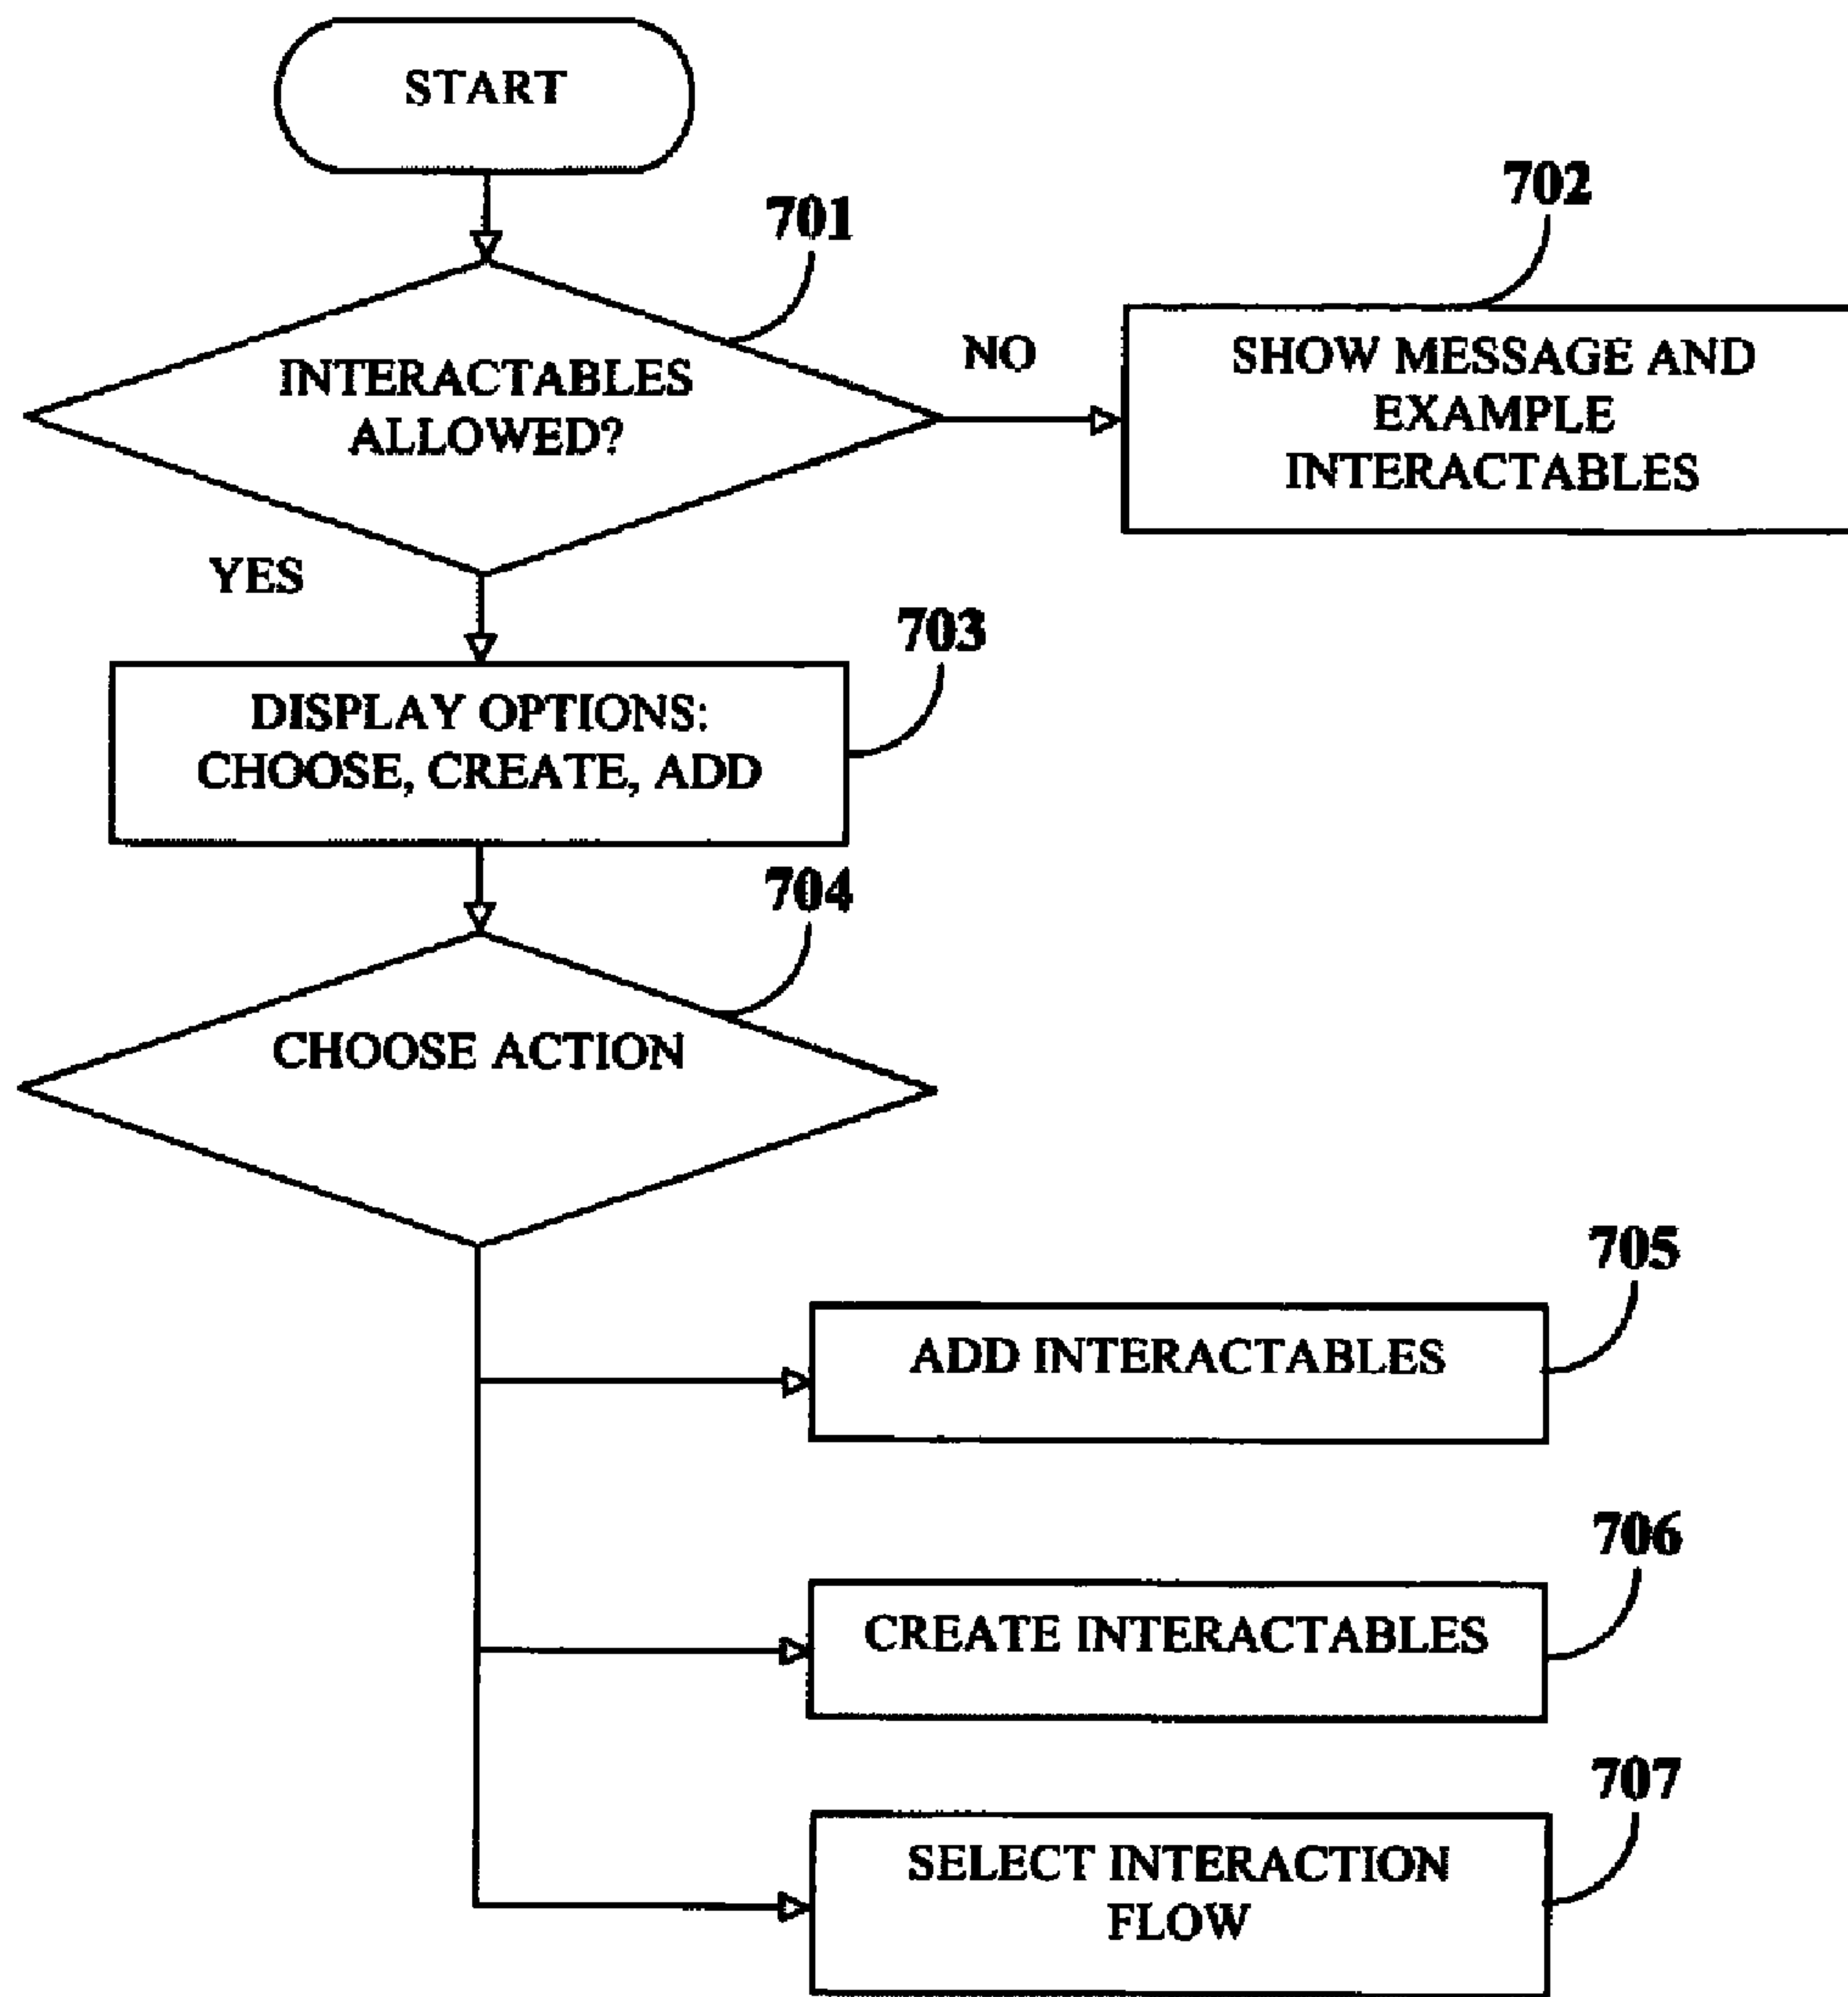 START
701
702
INTERACTABLES
ALLOWED?
NO
SHOW MESSAGE AND
EXAMPLE
INTERACTABLES
YES
703
DISPLAY OPTIONS:
CHOOSE, CREATE, ADD
704
CHOOSE ACTION
705
ADD INTERACTABLES
706
CREATE INTERACTABLES
707
SELECT INTERACTION
FLOW